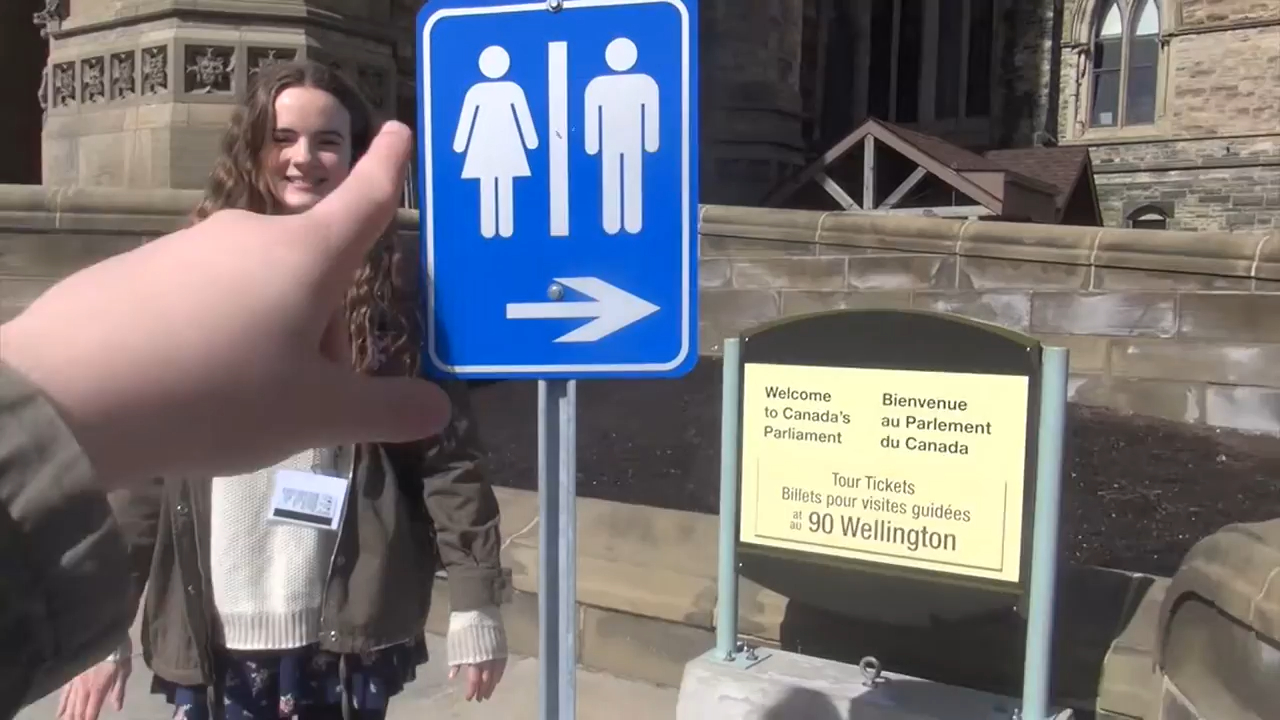 Welcome
to Canada's
Parliament
Bienvenue
au Parlement
du Canada
Tour Tickets
Billets pour visites guidées
at
au
90 Wellington